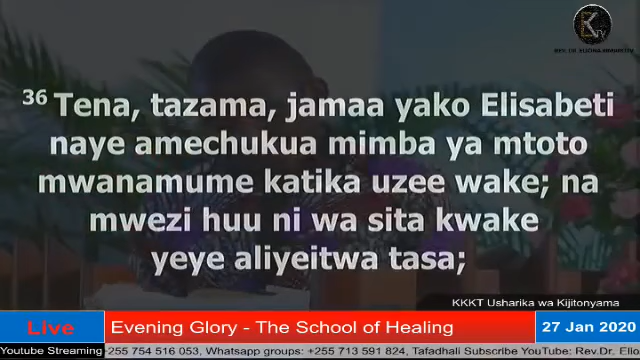 36 Tena, tazama, jamaa yako Elisabeti
naye amechukua mimba ya mtoto
mwanamume katika uzee wake; na
mwezi huu ni wa sita kwake
yeye aliyeitwa tasa;
KKKT Usharika wa Kijitonyama
Live
Evening Glory - The School of Healing
27 Jan 2020
Youtube Streaming
255 754 516 053, Whatsapp groups: +255 713 591 824, Tafadhali Subscribe YouTube: Rev.Dr. Elio